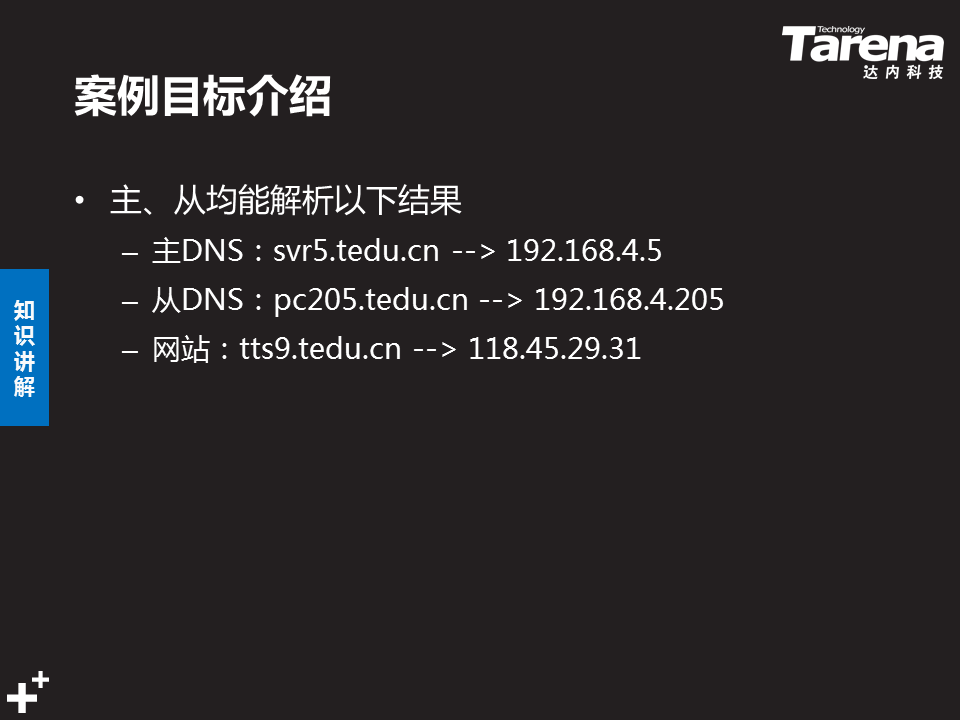 Technology
Tarena
达内科技
案例目标介绍
• 主、从均能解析以下结果
– 主DNS：svr5.tedu.cn --> 192.168.4.5
– 从DNS：pc205.tedu.cn --> 192.168.4.205
– 网站：tts9.tedu.cn --> 118.45.29.31
知识讲解